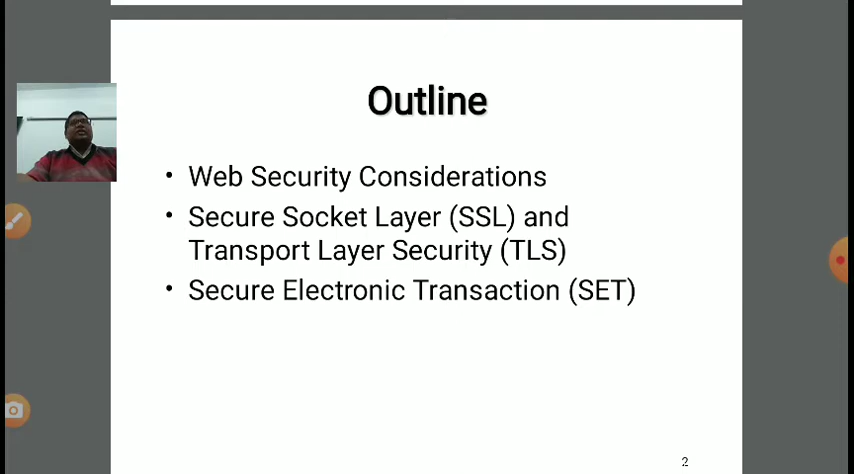 Outline
• Web Security Considerations
• Secure Socket Layer (SSL) and
Transport Layer Security (TLS)
• Secure Electronic Transaction (SET)
2